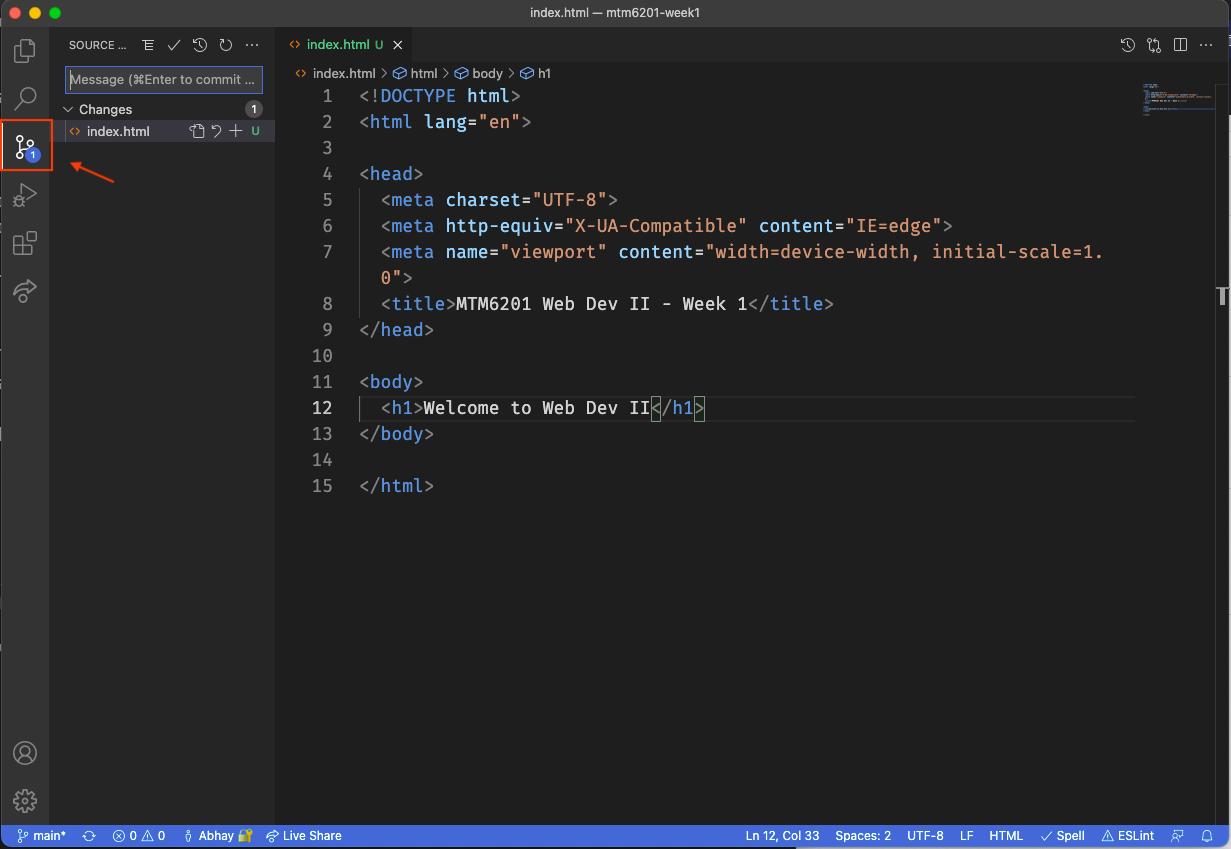 index.html — mtm6201-week1
SOURCE ...
index.html U
Message (⌘Enter to commit ...
index.html > html > body > h1
Changes 1
index.html U
1
1 <!DOCTYPE html>
2 <html lang="en">
3
4 <head>
5 <meta charset="UTF-8">
6 <meta http-equiv="X-UA-Compatible" content="IE=edge">
7 <meta name="viewport" content="width=device-width, initial-scale=1.
0">
8 <title>MTM6201 Web Dev II - Week 1</title>
9 </head>
10
11 <body>
12 <h1>Welcome to Web Dev II</h1>
13 </body>
14
15 </html>
main* 0 0 Abhay Live Share Ln 12, Col 33 Spaces: 2 UTF-8 LF HTML Spell ESLint